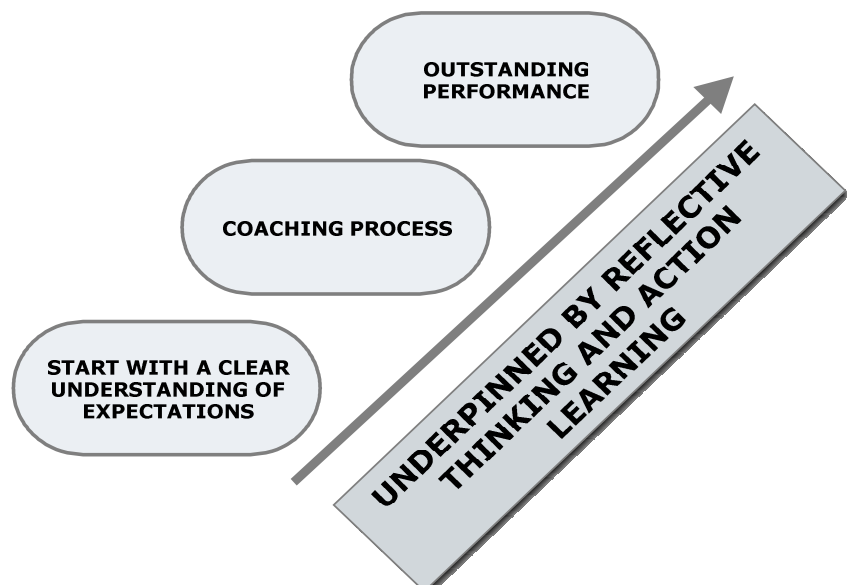 OUTSTANDING
PERFORMANCE
COACHING PROCESS
START WITH A CLEAR
UNDERSTANDING OF
EXPECTATIONS
UNDERPINNED BY REFLECTIVE
THINKING AND ACTION
LEARNING